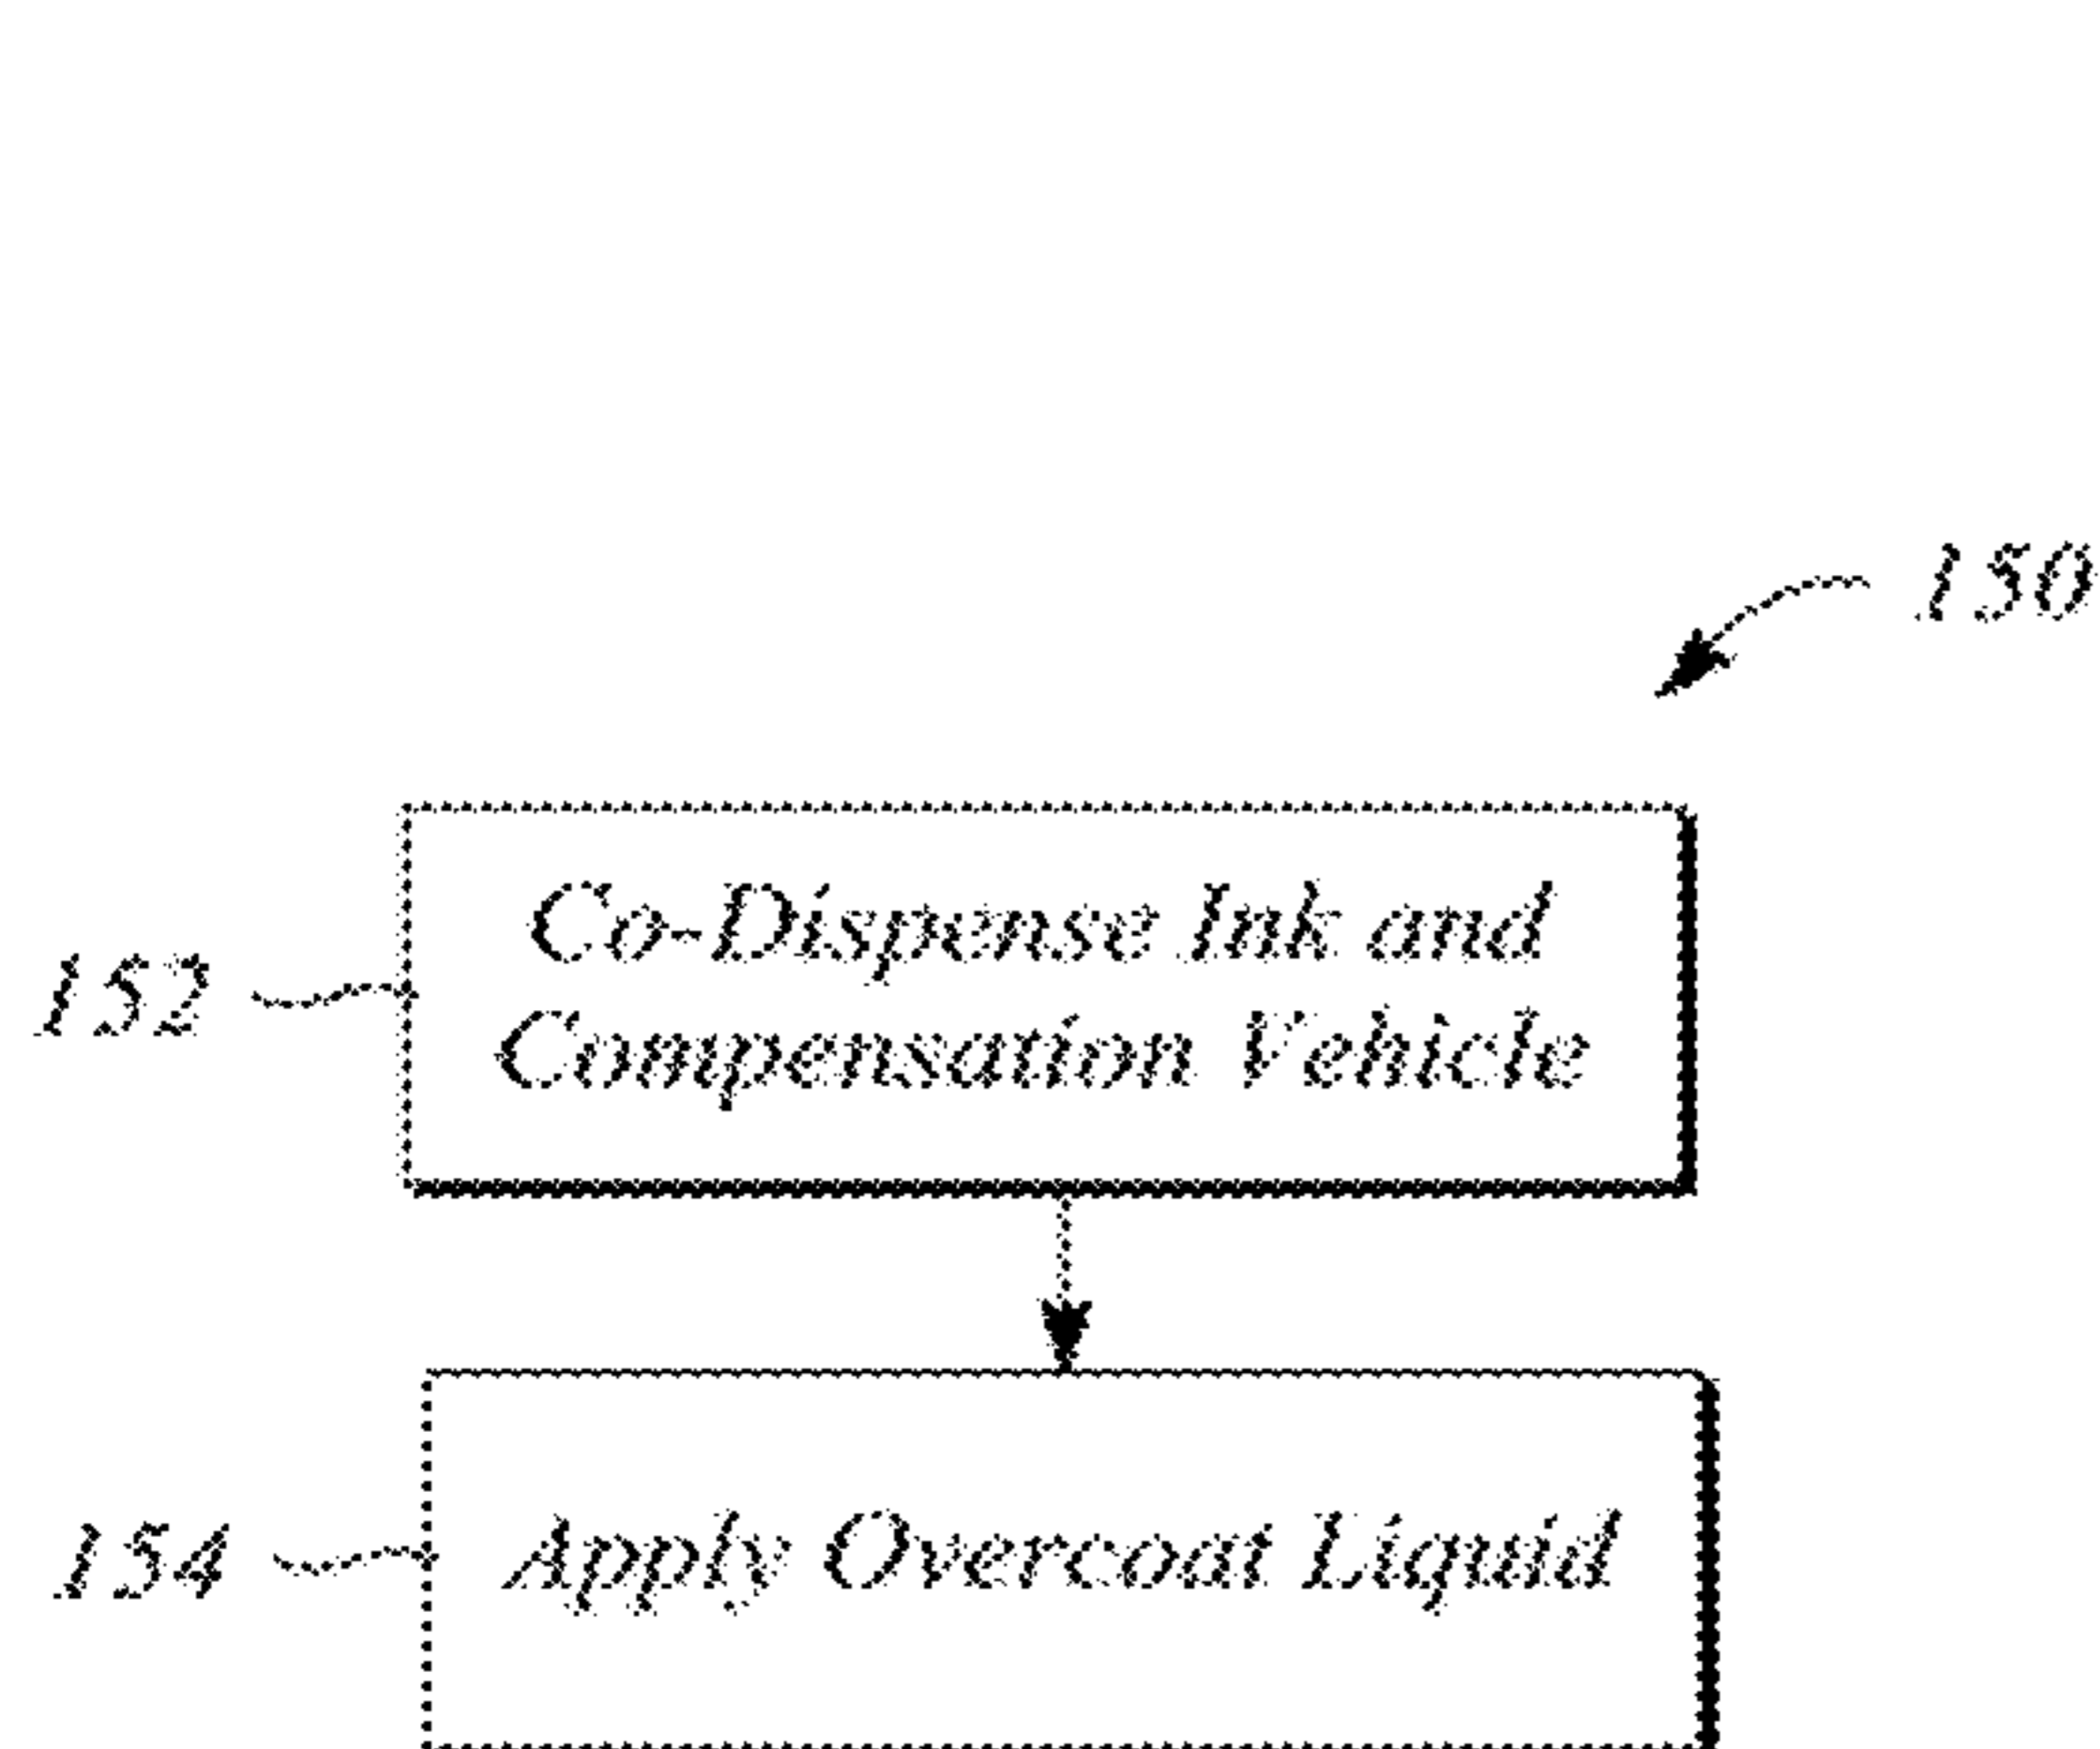 150
Co-Dispense Ink and
152
Compensation Vehicle
154
Apply Overcoat Liquid